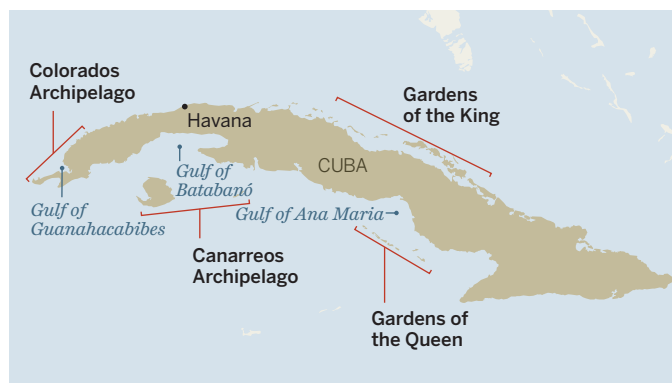 Colorados
Archipelago
Gardens
of the King
Havana
CUBA
Gulf of
Batabanó
Gulf of
Guanahacabibes
Gulf of Ana Maria
Canarreos
Archipelago
Gardens of
the Queen